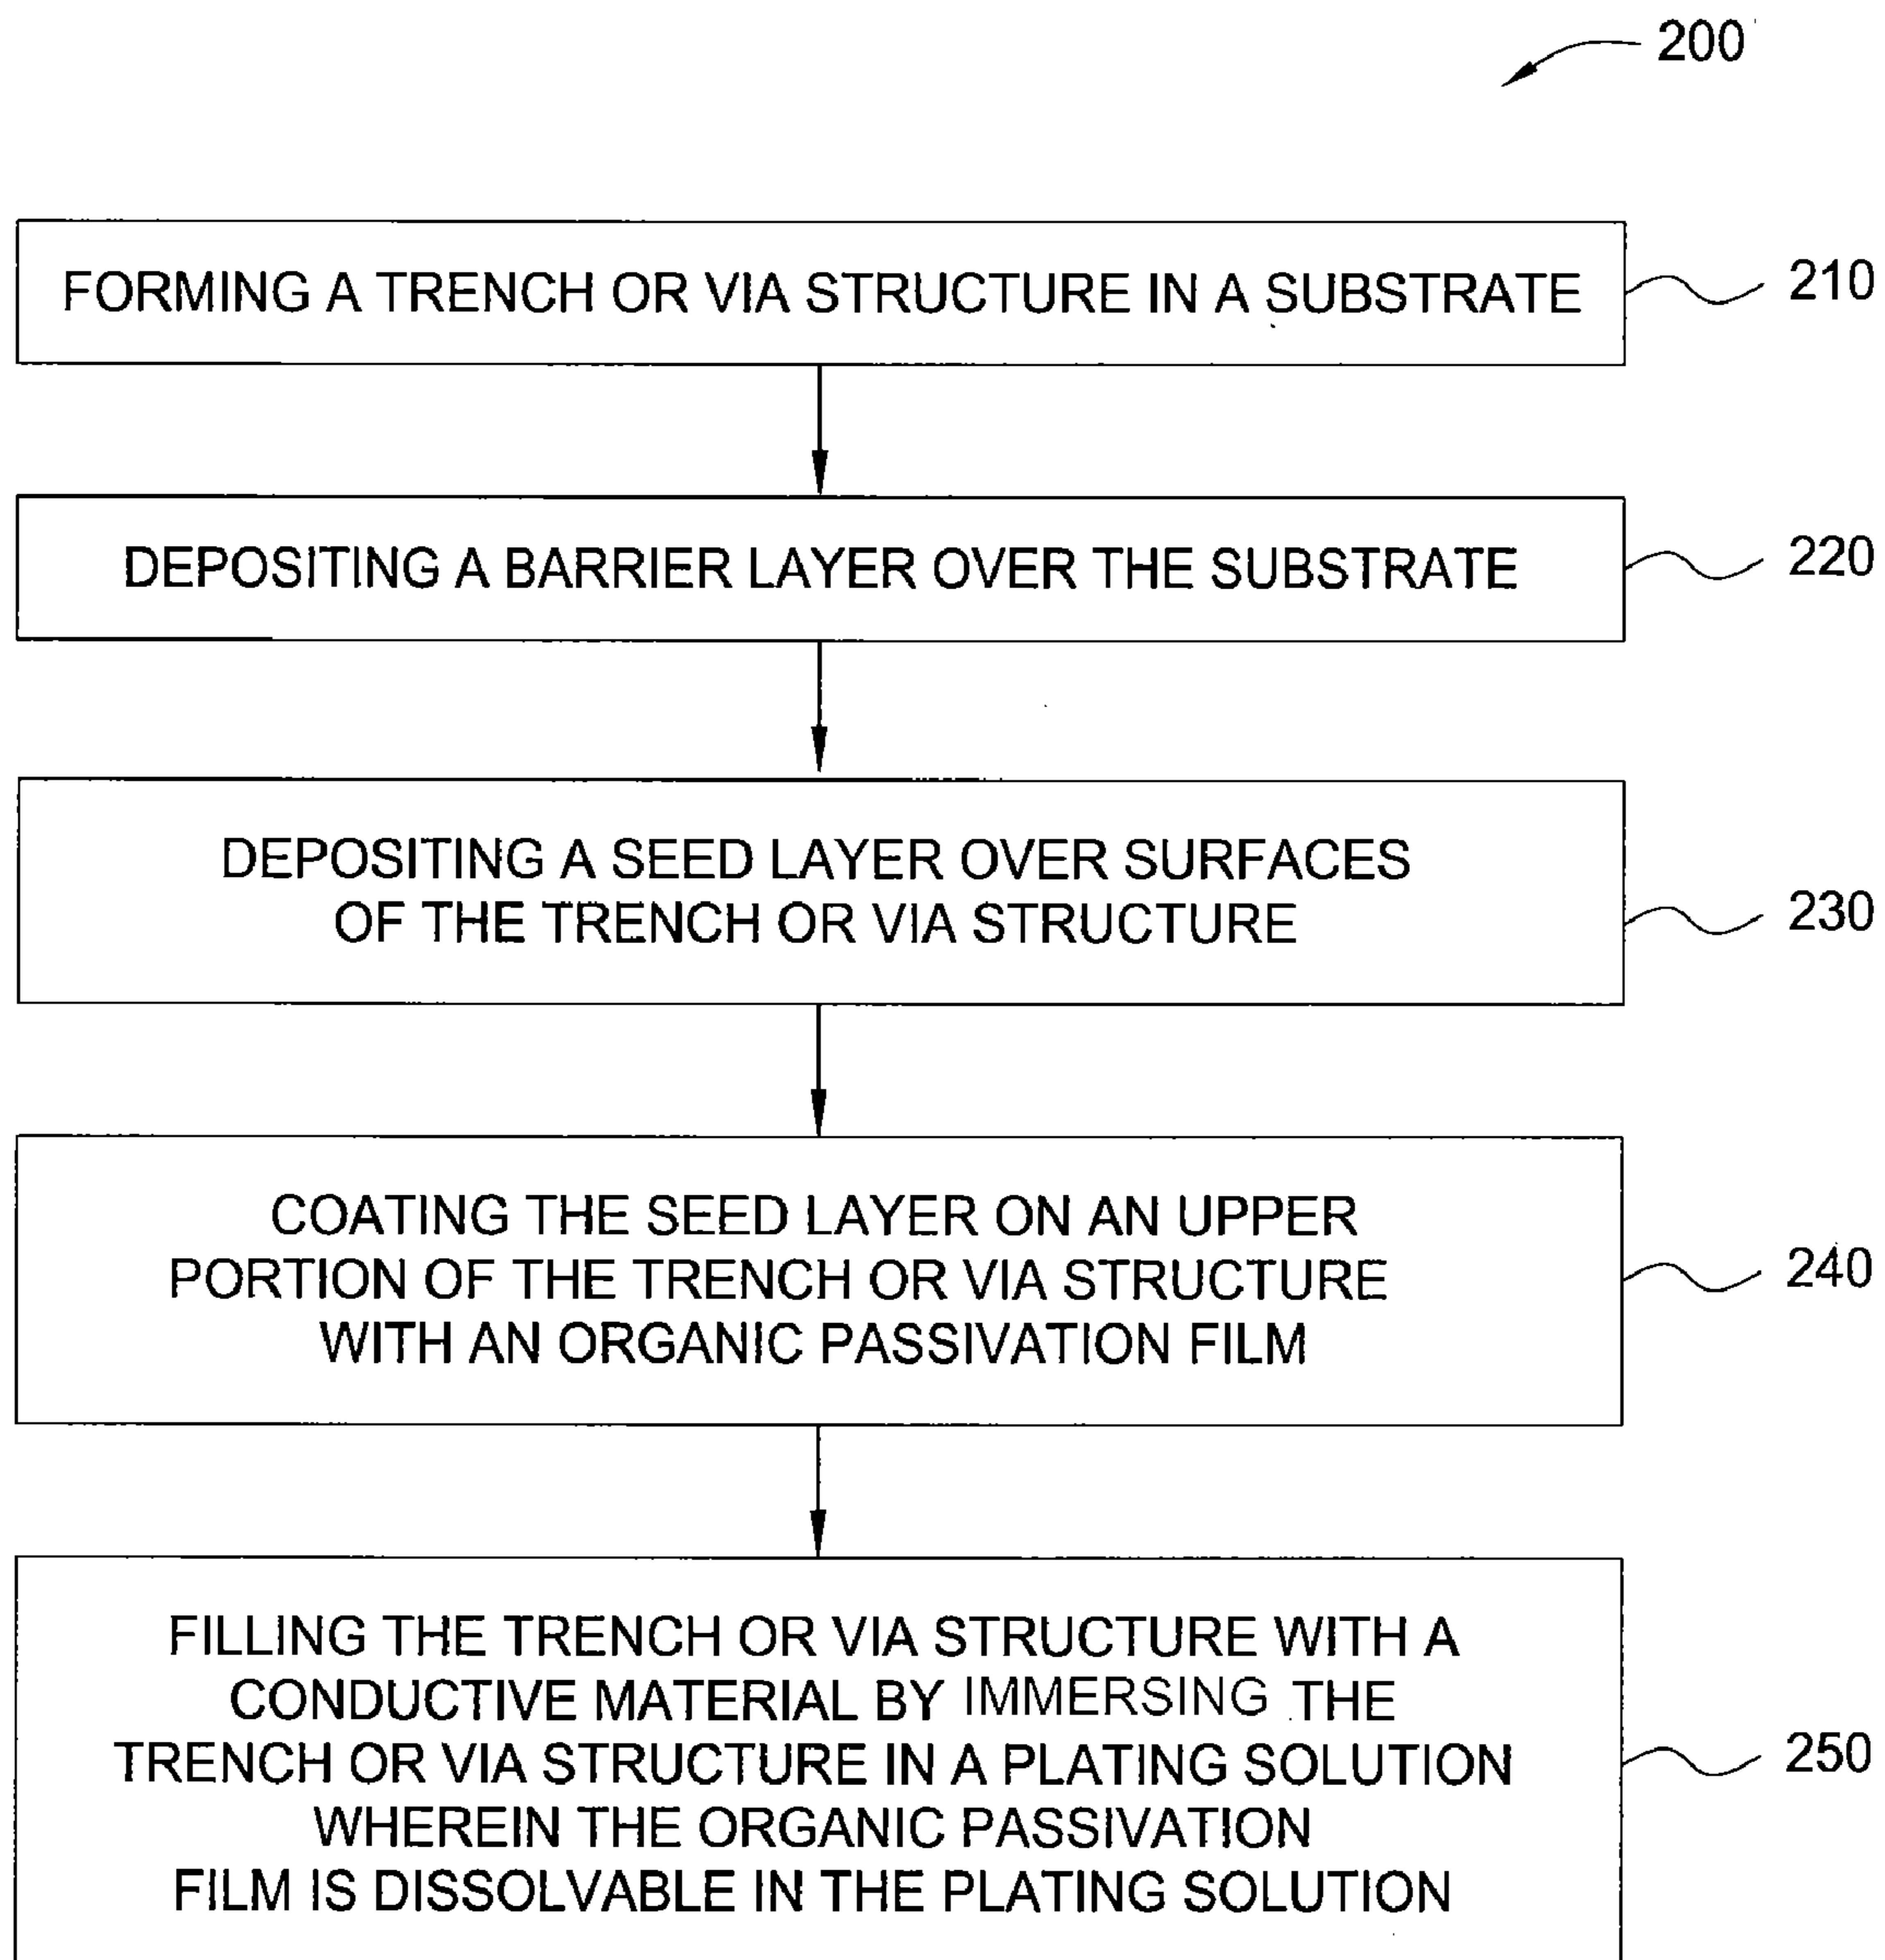 200
FORMING A TRENCH OR VIA STRUCTURE IN A SUBSTRATE
210
DEPOSITING A BARRIER LAYER OVER THE SUBSTRATE
220
DEPOSITING A SEED LAYER OVER SURFACES
OF THE TRENCH OR VIA STRUCTURE
230
COATING THE SEED LAYER ON AN UPPER
PORTION OF THE TRENCH OR VIA STRUCTURE
WITH AN ORGANIC PASSIVATION FILM
240
FILLING THE TRENCH OR VIA STRUCTURE WITH A
CONDUCTIVE MATERIAL BY IMMERSING THE
TRENCH OR VIA STRUCTURE IN A PLATING SOLUTION
WHEREIN THE ORGANIC PASSIVATION
FILM IS DISSOLVABLE IN THE PLATING SOLUTION
250